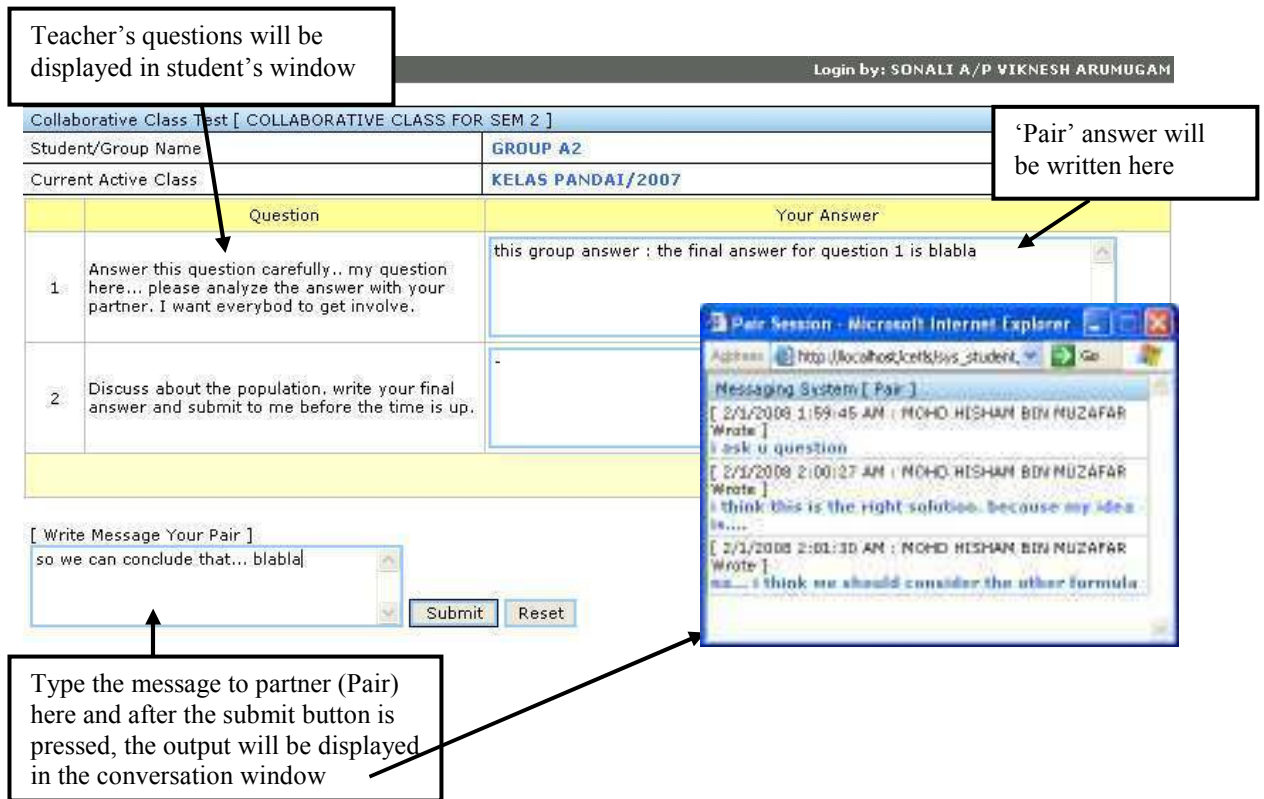 Teacher's questions will be
displayed in student's window
Login by: SONALI A/P VIKNESH ARUMUGAM
Collaborative Class Test [ COLLABORATIVE CLASS FOR SEM 2 ]
'Pair' answer will
be written here
Student/Group Name GROUP A2
Current Active Class KELAS PANDAI/2007
Question Your Answer
1
Answer this question carefully.. my question
here... please analyze the answer with your
partner. I want everybod to get involve.
this group answer : the final answer for question 1 is blabla
2
Discuss about the population. write your final
answer and submit to me before the time is up.
-
Pair Session - Microsoft Internet Explorer
Address http://localhost/cetls/sys_student, Go
Messaging System [ Pair ]
[ 2/1/2008 1:59:45 AM : MOHD HISHAM BIN MUZAFAR
Wrote ]
i ask u question
[ 2/1/2008 2:00:27 AM : MOHD HISHAM BIN MUZAFAR
Wrote ]
i think this is the right solution. because my idea
is....
[ 2/1/2008 2:01:30 AM : MOHD HISHAM BIN MUZAFAR
Wrote ]
i think we should consider the other formula
[ Write Message Your Pair ]
so we can conclude that... blabla
Submit Reset
Type the message to partner (Pair)
here and after the submit button is
pressed, the output will be displayed
in the conversation window